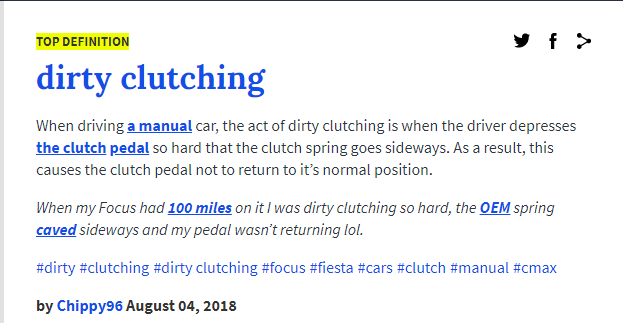 TOP DEFINITION
dirty clutching
When driving a manual car, the act of dirty clutching is when the driver depresses
the clutch pedal so hard that the clutch spring goes sideways. As a result, this
causes the clutch pedal not to return to it's normal position.
When my Focus had 100 miles on it I was dirty clutching so hard, the OEM spring
caved sideways and my pedal wasn't returning lol.
#dirty #clutching #dirty clutching #focus #fiesta #cars #clutch #manual #cmax
by Chippy96 August 04, 2018